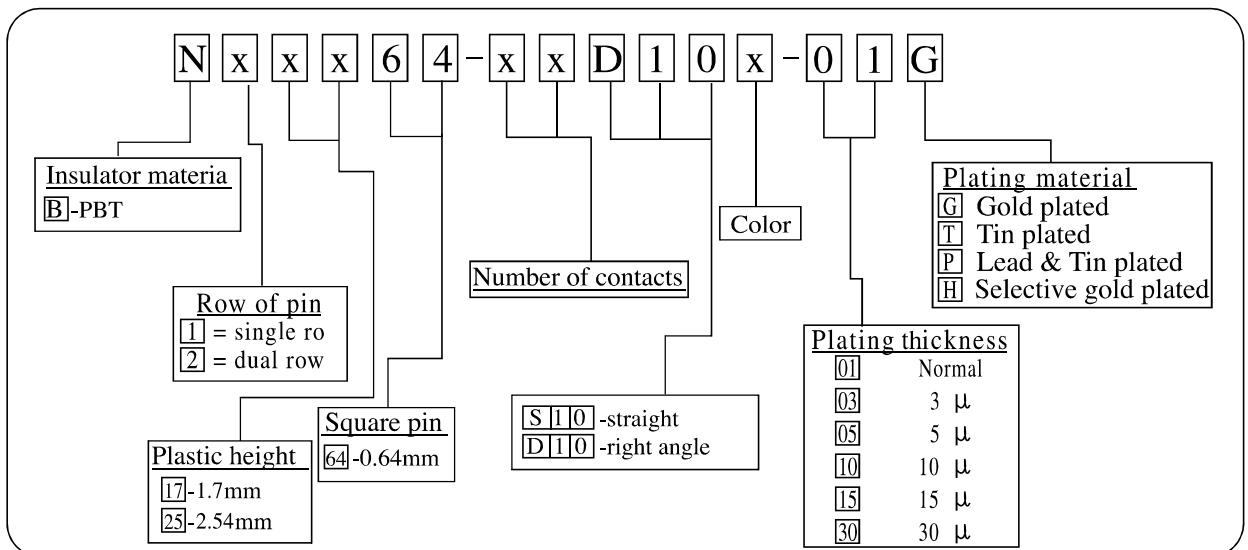 N x x x 6 4 - x x D 1 0 x - 0 1 G
Insulator materia
B -PBT
Row of pin
1 = single ro
2 = dual row
Plastic height
17 -1.7mm
25 -2.54mm
Square pin
64 -0.64mm
Number of contacts
S 1 0 -straight
D 1 0 -right angle
Color
Plating thickness
01 Normal
03 3 μ
05 5 μ
10 10 μ
15 15 μ
30 30 μ
Plating material
G Gold plated
T Tin plated
P Lead & Tin plated
H Selective gold plated